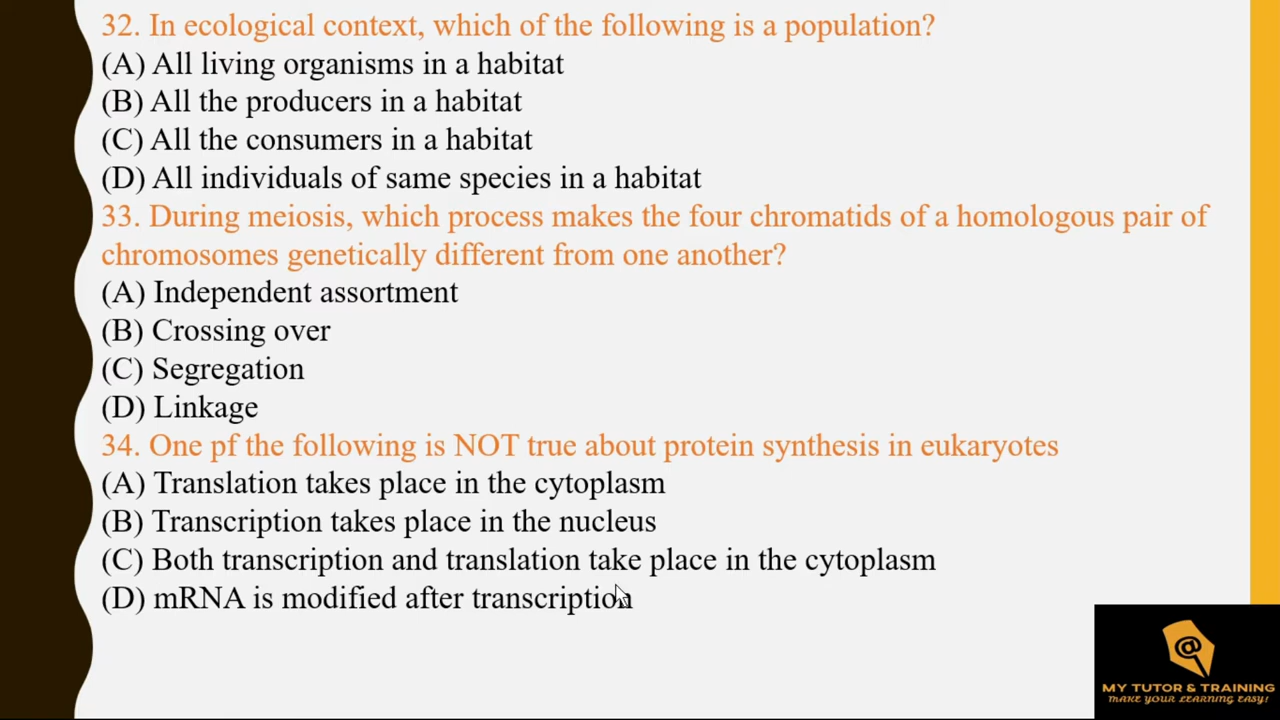 32. In ecological context, which of the following is a population?
(A) All living organisms in a habitat
(B) All the producers in a habitat
(C) All the consumers in a habitat
(D) All individuals of same species in a habitat
33. During meiosis, which process makes the four chromatids of a homologous pair of
chromosomes genetically different from one another?
(A) Independent assortment
(B) Crossing over
(C) Segregation
(D) Linkage
34. One pf the following is NOT true about protein synthesis in eukaryotes
(A) Translation takes place in the cytoplasm
(B) Transcription takes place in the nucleus
(C) Both transcription and translation take place in the cytoplasm
(D) mRNA is modified after transcription
@
MY TUTOR & TRAINING
MAKE YOUR LEARNING EASY!